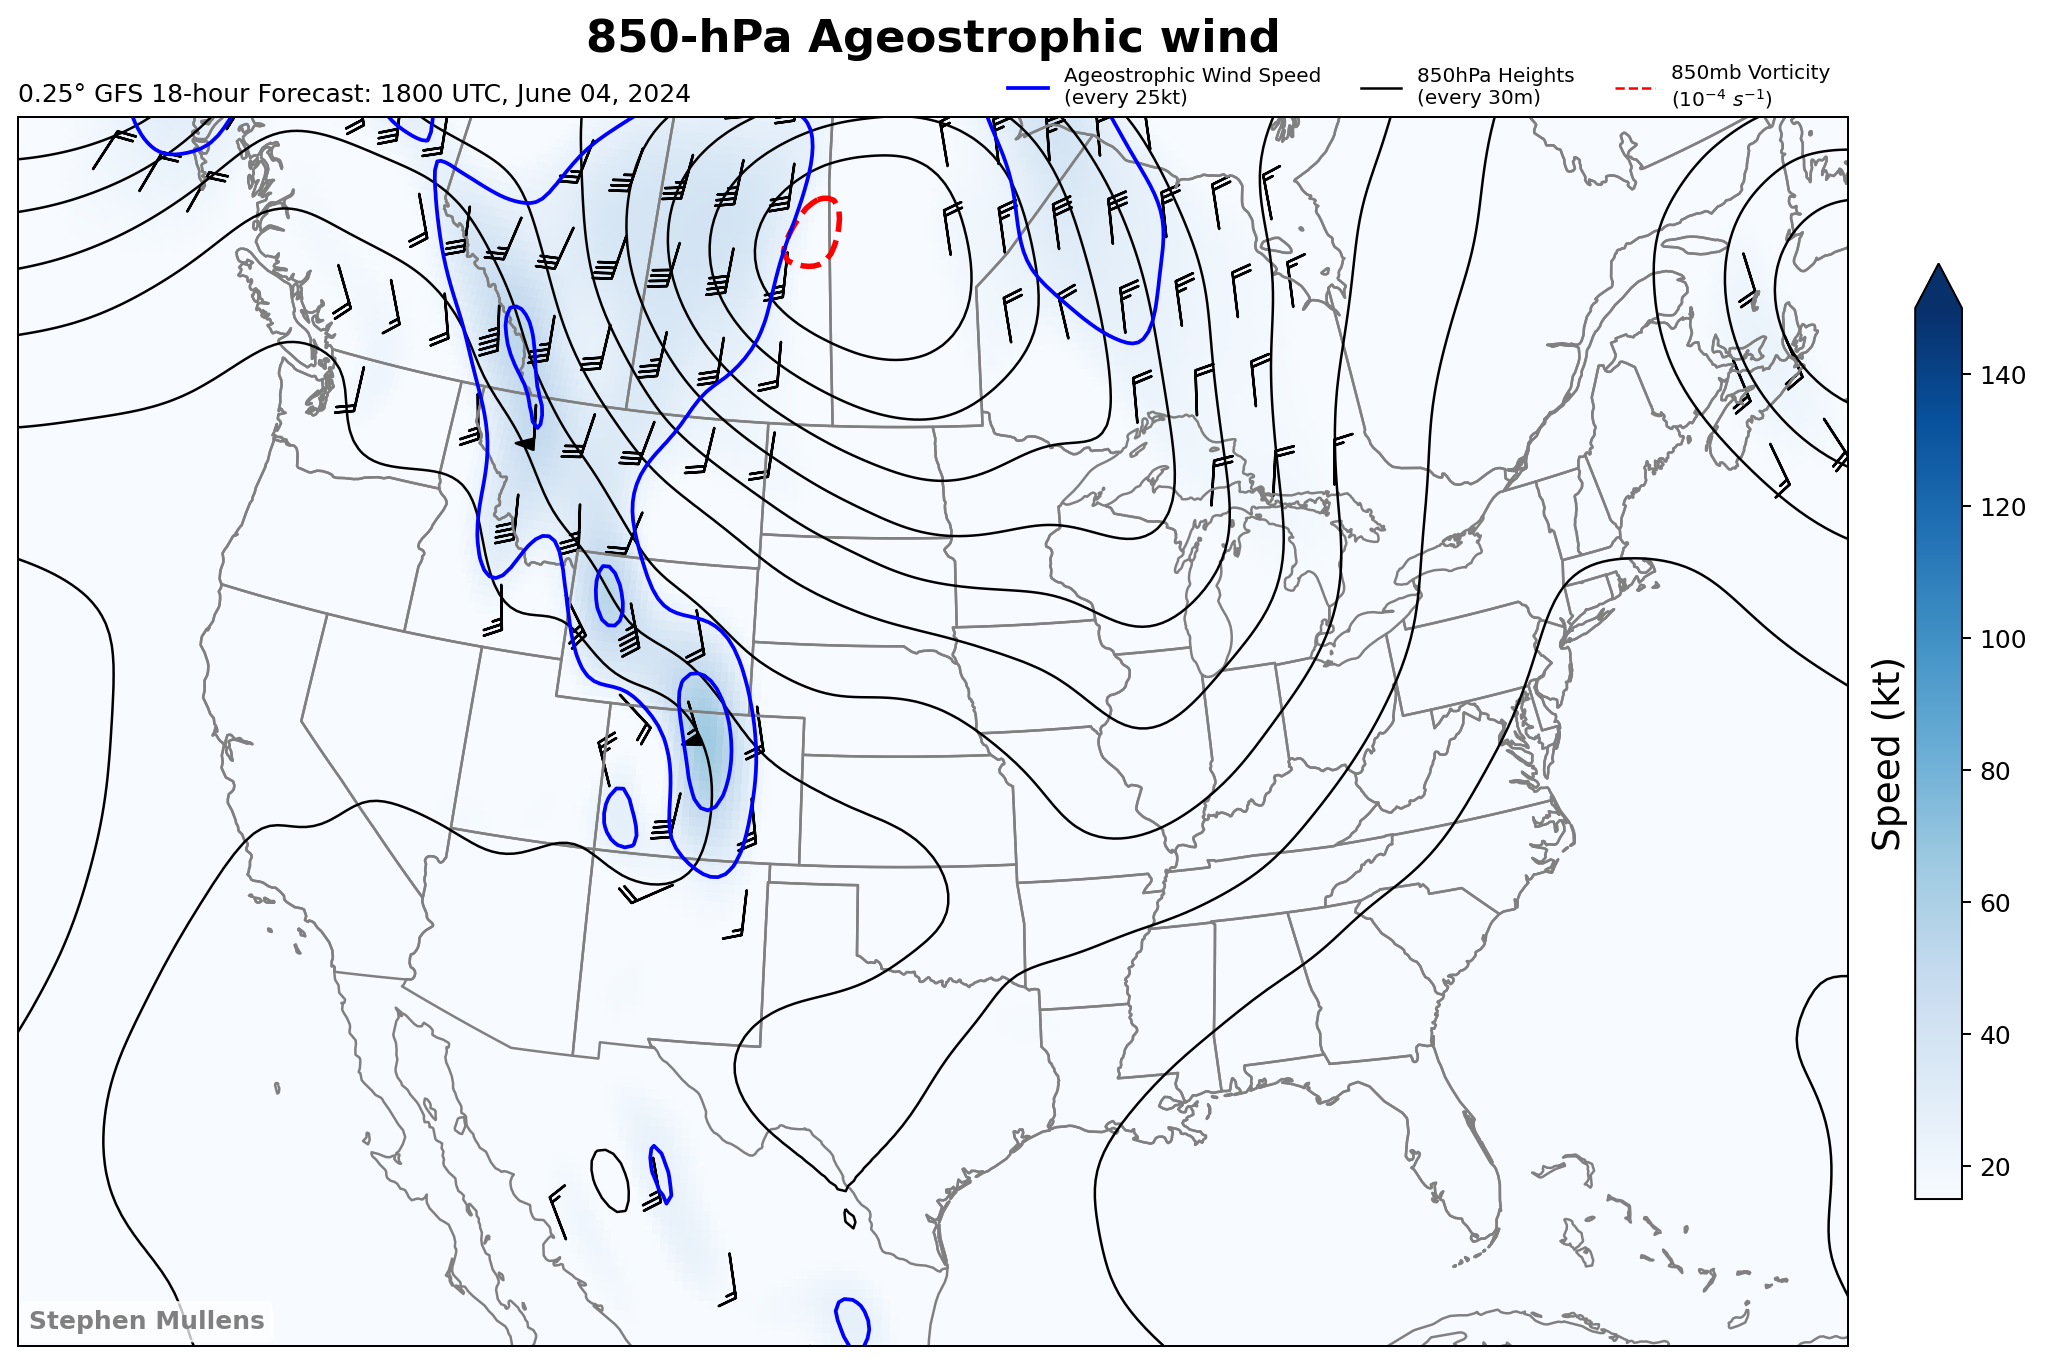 850-hPa Ageostrophic wind
0.25° GFS 18-hour Forecast: 1800 UTC, June 04, 2024
Ageostrophic Wind Speed
(every 25kt)
850hPa Heights
(every 30m)
850mb Vorticity
(10⁻⁴ s⁻¹)
140
120
100
80
60
40
20
Speed (kt)
Stephen Mullens